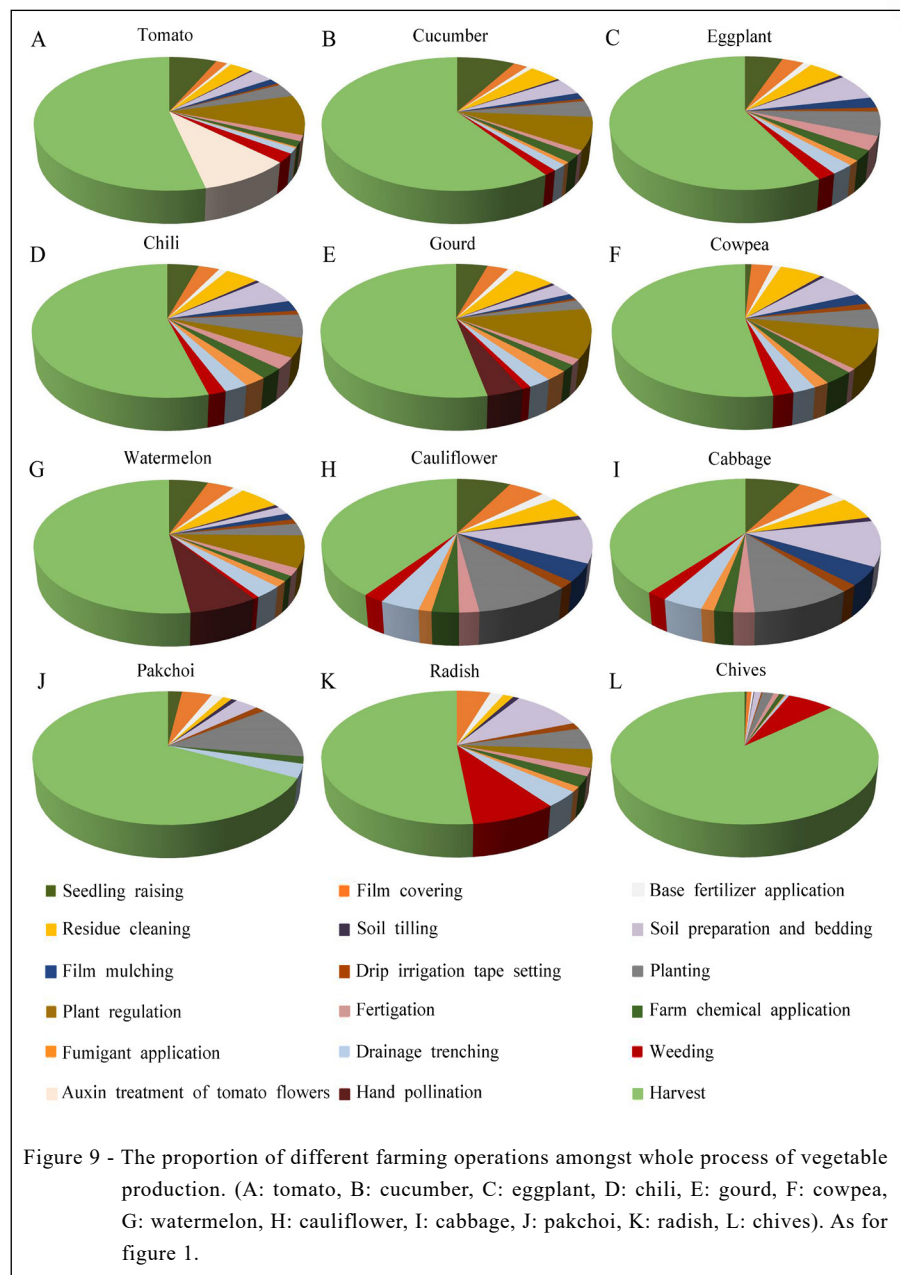 A Tomato
B Cucumber
C Eggplant
D Chili
E Gourd
F Cowpea
G Watermelon
H Cauliflower
I Cabbage
J Pakchoi
K Radish
L Chives
Seedling raising
Film covering
Base fertilizer application
Residue cleaning
Soil tilling
Soil preparation and bedding
Film mulching
Drip irrigation tape setting
Planting
Plant regulation
Fertigation
Farm chemical application
Fumigant application
Drainage trenching
Weeding
Auxin treatment of tomato flowers
Hand pollination
Harvest
Figure 9 - The proportion of different farming operations amongst whole process of vegetable
production. (A: tomato, B: cucumber, C: eggplant, D: chili, E: gourd, F: cowpea,
G: watermelon, H: cauliflower, I: cabbage, J: pakchoi, K: radish, L: chives). As for
figure 1.